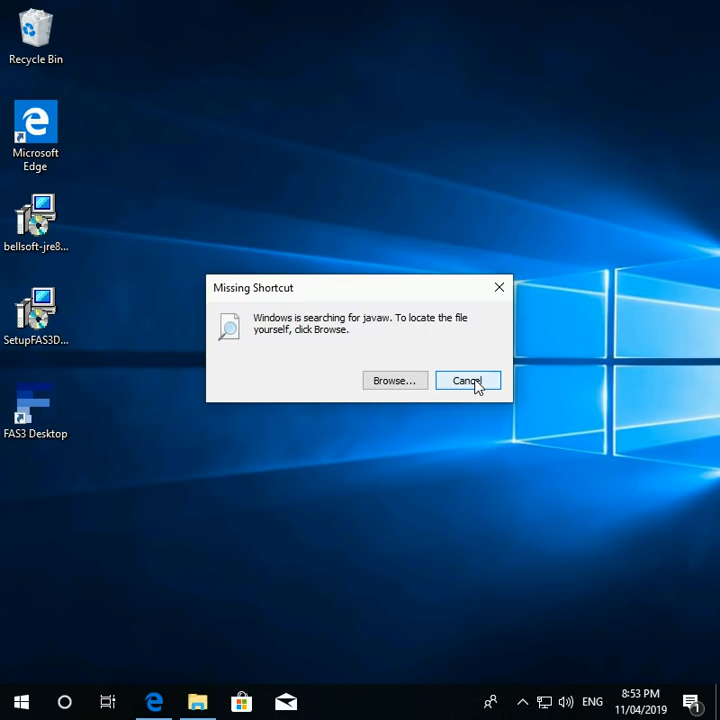 Recycle Bin
Microsoft
Edge
bellsoft-jre8...
SetupFAS3D...
FAS3 Desktop
Missing Shortcut
Windows is searching for javaw. To locate the file
yourself, click Browse.
Browse...
Cancel
ENG
8:53 PM
11/04/2019
1